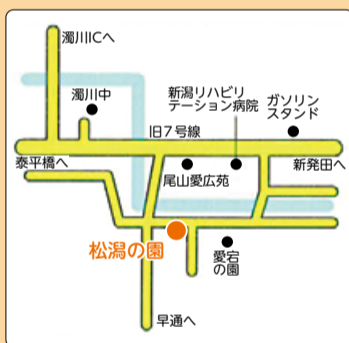 濁川ICへ
濁川中
新潟リハビリ
テーション病院
ガソリン
スタンド
旧7号線
泰平橋へ
新発田へ
尾山愛広苑
松潟の園
愛宕
の園
早通へ